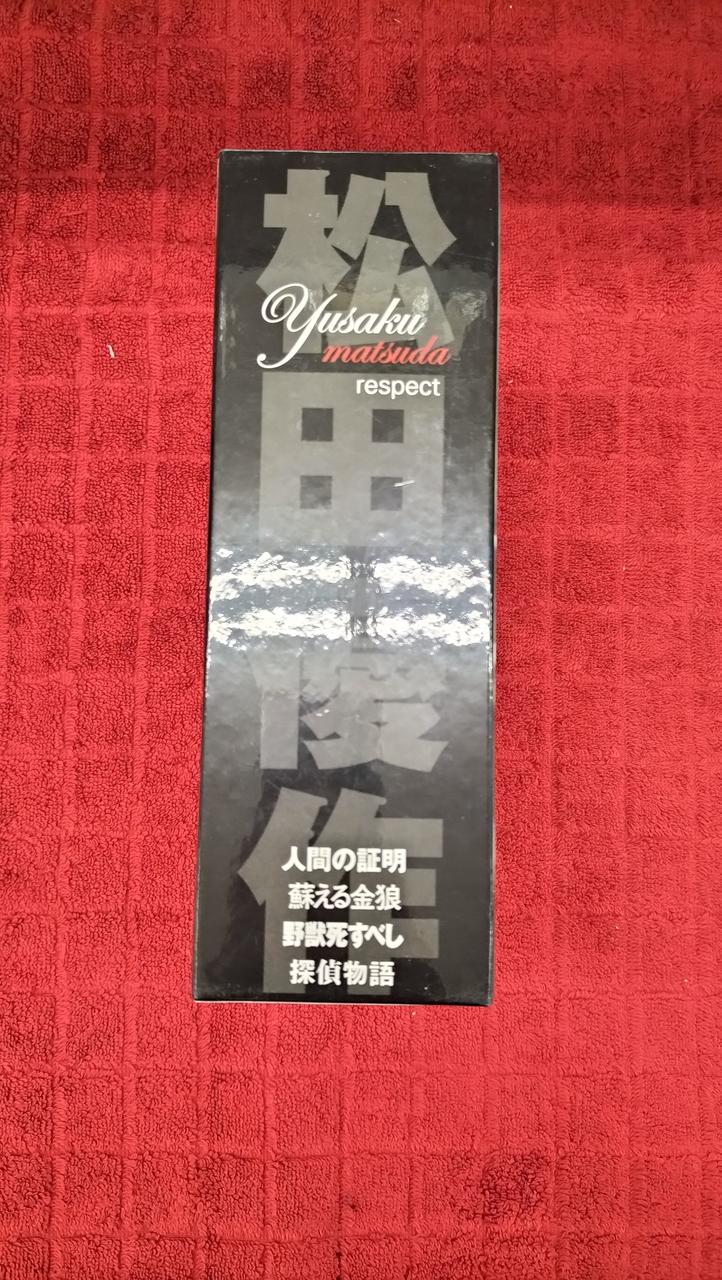 松田優作
Yusaku
matsuda
respect
人間の証明
蘇える金狼
野獣死すべし
探偵物語